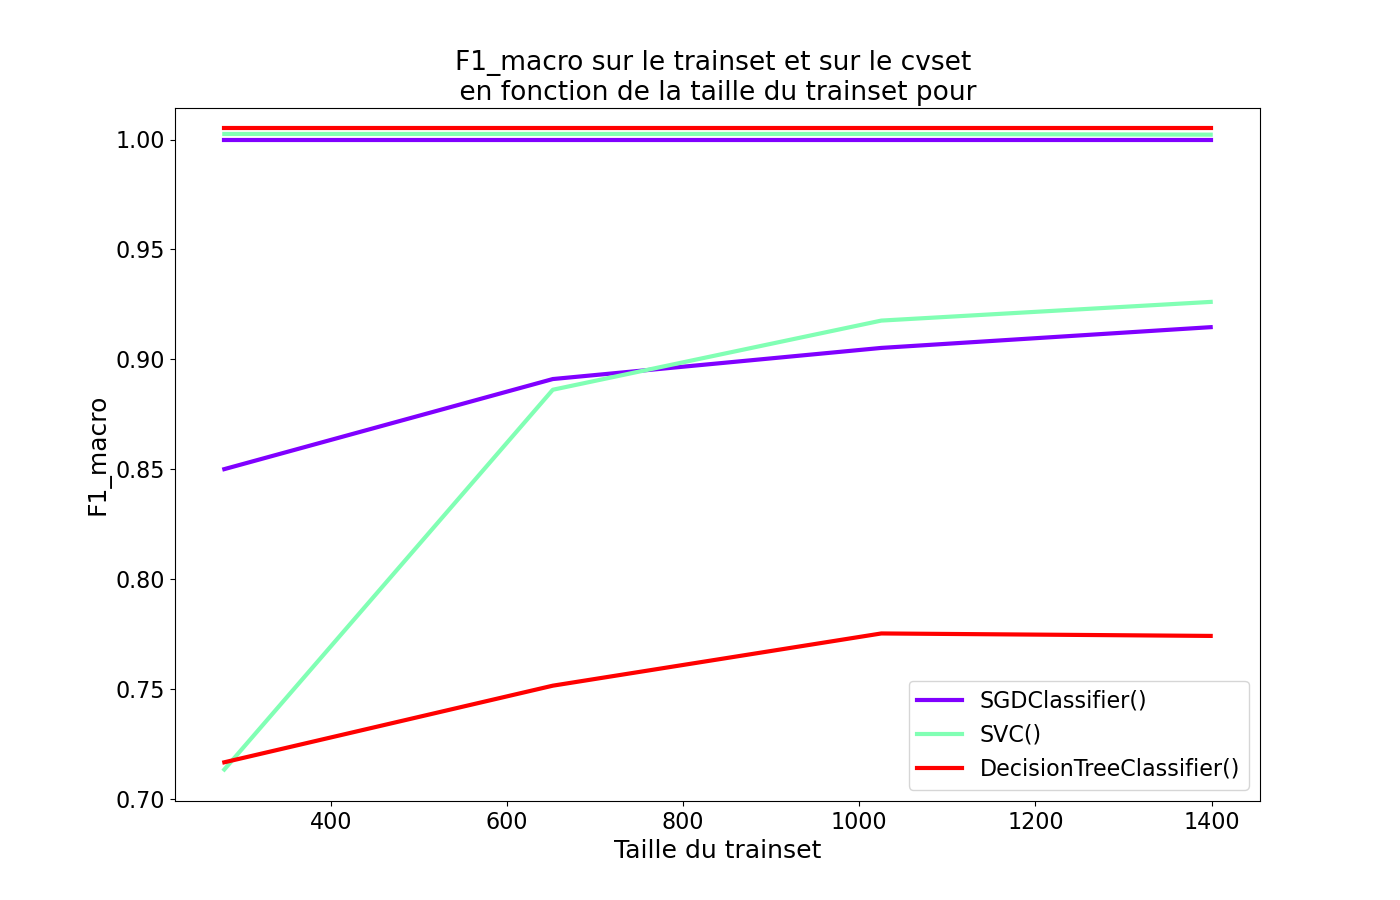 F1_macro sur le trainset et sur le cvset
en fonction de la taille du trainset pour
1.00
0.95
0.90
0.85
0.80
0.75
0.70
F1_macro
400
600
800
1000
1200
1400
Taille du trainset
SGDClassifier()
SVC()
DecisionTreeClassifier()